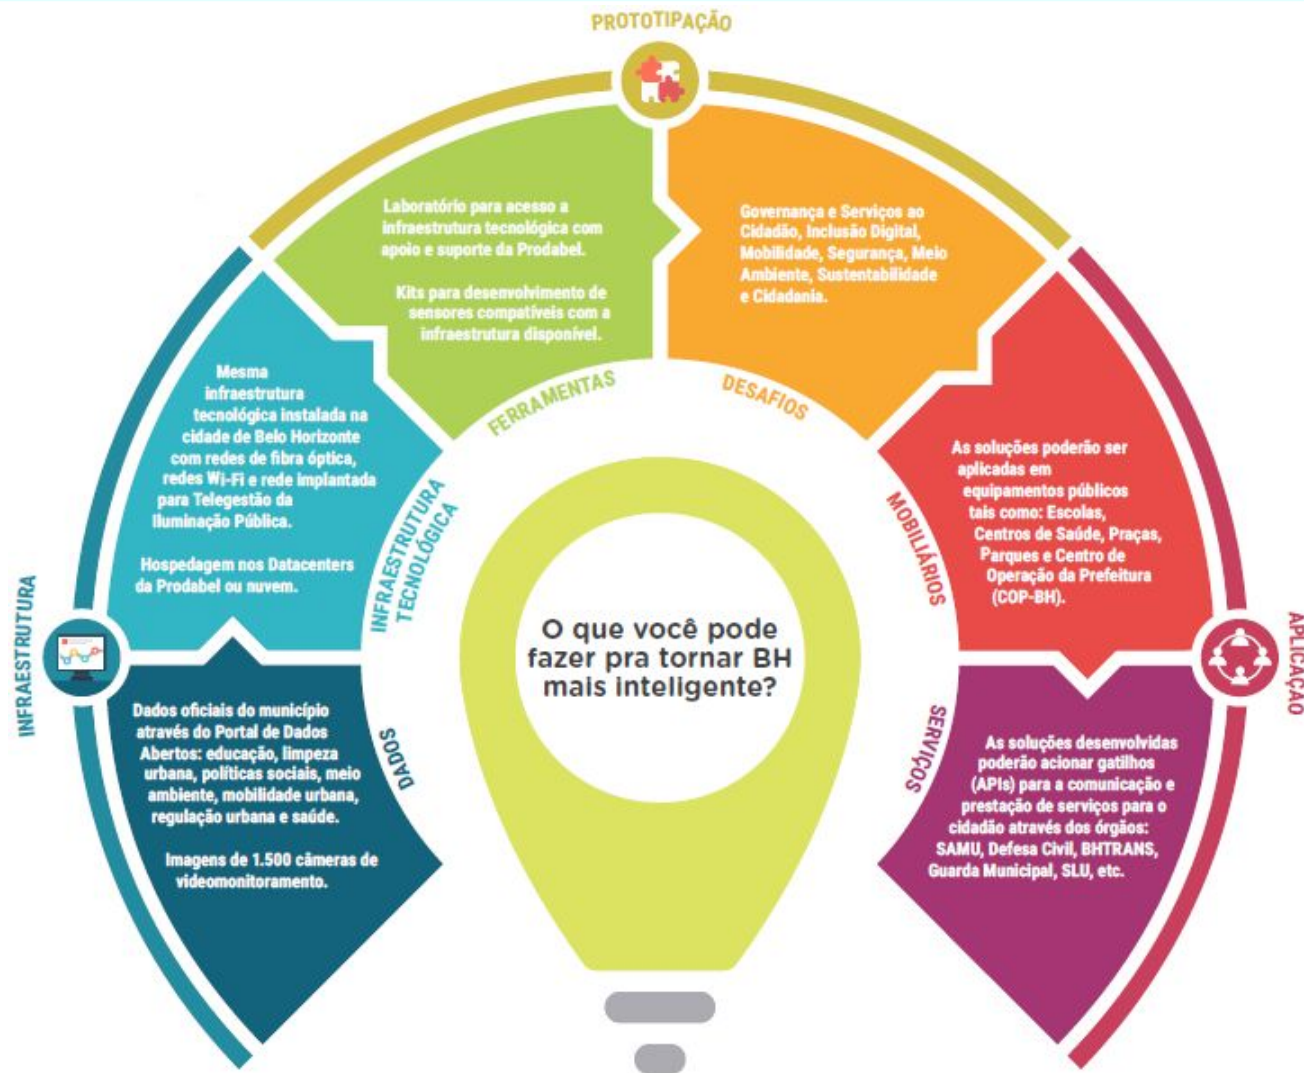 PROTOTIPAÇÃO
Laboratório para acesso a
infraestrutura tecnológica com
apoio e suporte da Prodabel.
Kits para desenvolvimento de
sensores compatíveis com a
infraestrutura disponível.
FERRAMENTAS
Governança e Serviços ao
Cidadão, Inclusão Digital,
Mobilidade, Segurança, Meio
Ambiente, Sustentabilidade
e Cidadania.
DESAFIOS
Mesma
infraestrutura
tecnológica instalada na
cidade de Belo Horizonte
com redes de fibra óptica,
redes Wi-Fi e rede implantada
para Telegestão da
Iluminação Pública.
Hospedagem nos Datacenters
da Prodabel ou nuvem.
INFRAESTRUTURA
TECNOLÓGICA
As soluções poderão ser
aplicadas em
equipamentos públicos
tais como: Escolas,
Centros de Saúde, Praças,
Parques e Centro de
Operação da Prefeitura
(COP-BH).
MOBILIÁRIOS
INFRAESTRUTURA
O que você pode
fazer pra tornar BH
mais inteligente?
APLICAÇÃO
Dados oficiais do município
através do Portal de Dados
Abertos: educação, limpeza
urbana, políticas sociais, meio
ambiente, mobilidade urbana,
regulação urbana e saúde.
Imagens de 1.500 câmeras de
videomonitoramento.
DADOS
SERVIÇOS
As soluções desenvolvidas
poderão acionar gatilhos
(APIs) para a comunicação e
prestação de serviços para o
cidadão através dos órgãos:
SAMU, Defesa Civil, BHTRANS,
Guarda Municipal, SLU, etc.